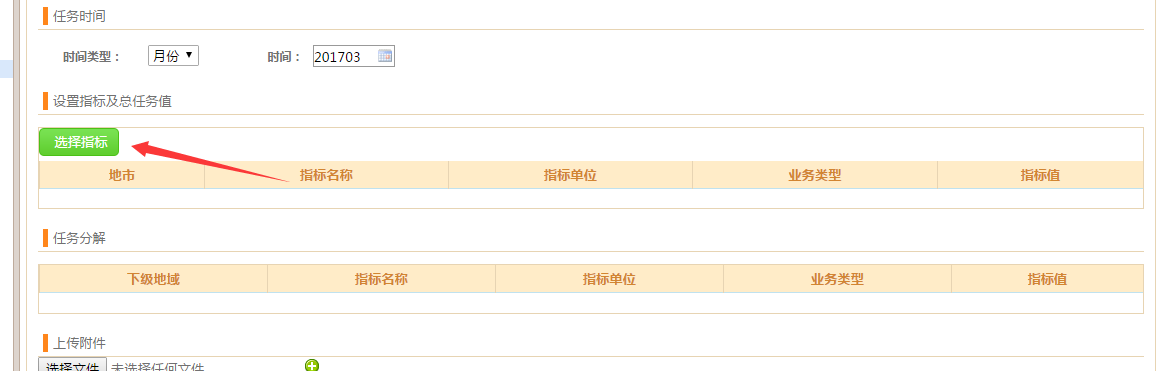 任务时间
时间类型： 月份 时间： 201703
设置指标及总任务值
选择指标
地市 指标名称 指标单位 业务类型 指标值
任务分解
下级地域 指标名称 指标单位 业务类型 指标值
上传附件
选择文件 未选择任何文件